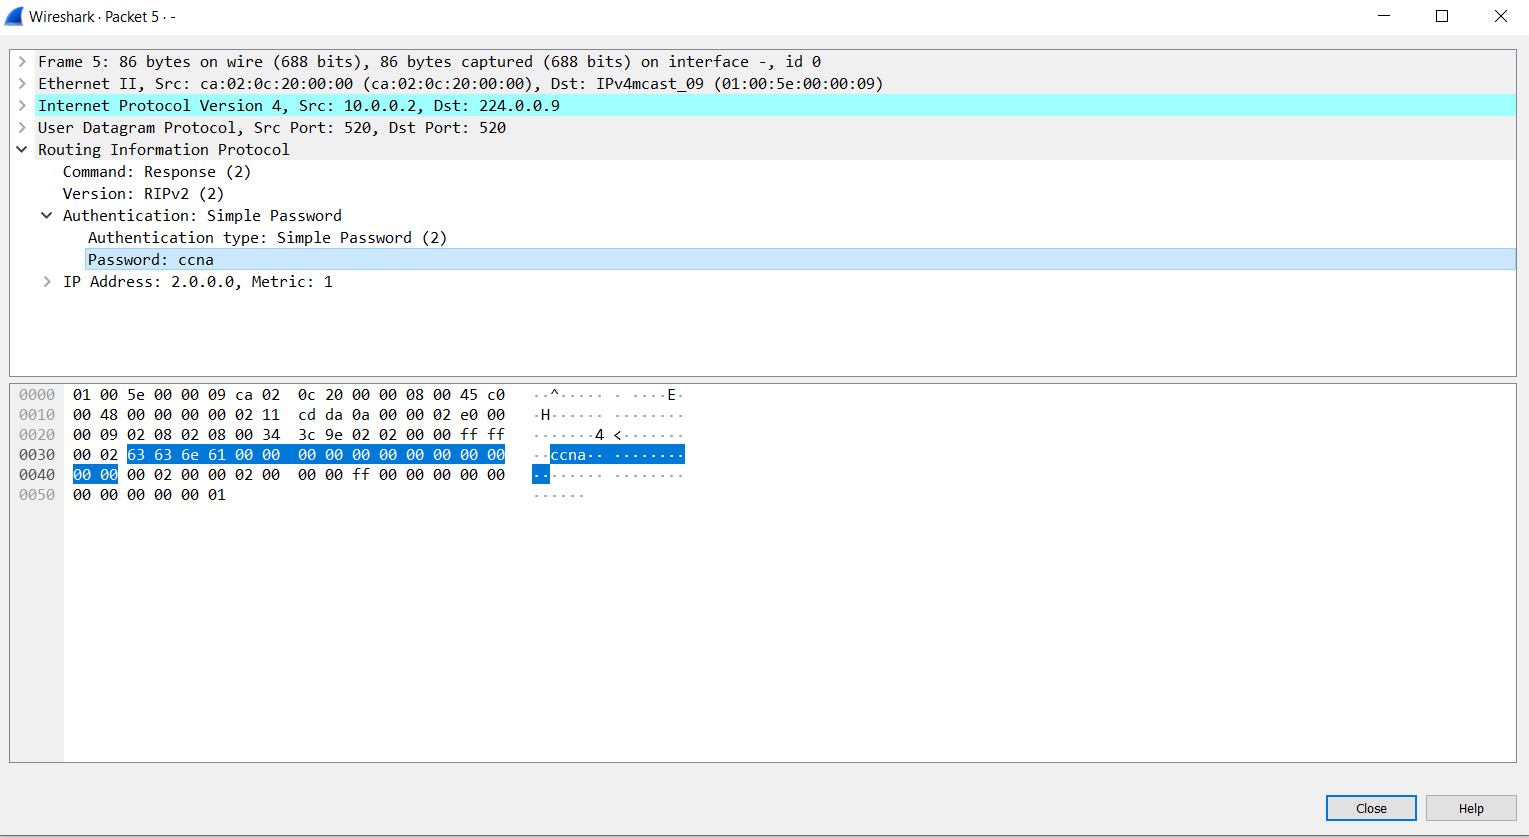 Wireshark · Packet 5 · -
Frame 5: 86 bytes on wire (688 bits), 86 bytes captured (688 bits) on interface -, id 0
Ethernet II, Src: ca:02:0c:20:00:00 (ca:02:0c:20:00:00), Dst: IPv4mcast_09 (01:00:5e:00:00:09)
Internet Protocol Version 4, Src: 10.0.0.2, Dst: 224.0.0.9
User Datagram Protocol, Src Port: 520, Dst Port: 520
Routing Information Protocol
Command: Response (2)
Version: RIPv2 (2)
Authentication: Simple Password
Authentication type: Simple Password (2)
Password: ccna
IP Address: 2.0.0.0, Metric: 1
0000 01 00 5e 00 00 09 ca 02 0c 20 00 00 08 00 45 c0 ··^····· · ····E·
0010 00 48 00 00 00 00 02 11 cd da 0a 00 00 02 e0 00 ·H······ ········
0020 00 09 02 08 02 08 00 34 3c 9e 02 02 00 00 ff ff ·······4 <·······
0030 00 02 63 63 6e 61 00 00 00 00 00 00 00 00 00 00 ··ccna·· ········
0040 00 00 00 02 00 00 02 00 00 00 ff 00 00 00 00 00 ········ ········
0050 00 00 00 00 00 01 ······
Close Help